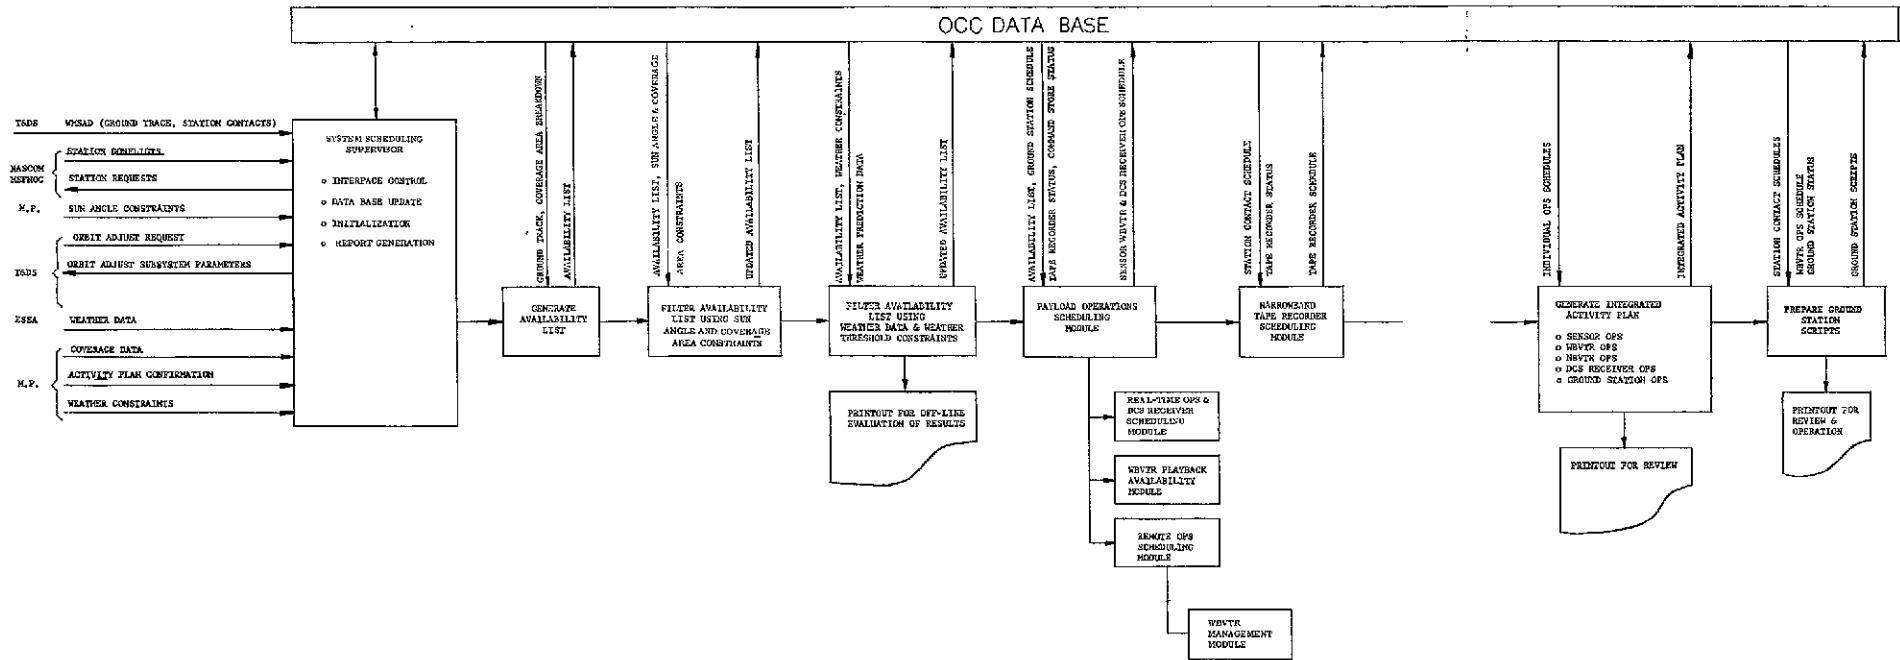 OCC DATA BASE
T&DS WHSAD (GROUND TRACE, STATION CONTACTS)
NASCOM
MSFNOC
STATION CONFLICTS
STATION REQUESTS
M.P. SUN ANGLE CONSTRAINTS
T&DS
ORBIT ADJUST REQUEST
ORBIT ADJUST SUBSYSTEM PARAMETERS
ESSA WEATHER DATA
M.P.
COVERAGE DATA
ACTIVITY PLAN CONFIRMATION
WEATHER CONSTRAINTS
SYSTEM SCHEDULING
SUPERVISOR
o INTERFACE CONTROL
o DATA BASE UPDATE
o INITIALIZATION
o REPORT GENERATION
GROUND TRACK, COVERAGE AREA BREAKDOWN
AVAILABILITY LIST
GENERATE
AVAILABILITY
LIST
AVAILABILITY LIST, SUN ANGLE & COVERAGE
AREA CONSTRAINTS
UPDATED AVAILABILITY LIST
FILTER AVAILABILITY
LIST USING SUN
ANGLE AND COVERAGE
AREA CONSTRAINTS
AVAILABILITY LIST, WEATHER CONSTRAINTS
WEATHER PREDICTION DATA
UPDATED AVAILABILITY LIST
FILTER AVAILABILITY
LIST USING
WEATHER DATA & WEATHER
THRESHOLD CONSTRAINTS
PRINTOUT FOR OFF-LINE
EVALUATION OF RESULTS
AVAILABILITY LIST, GROUND STATION SCHEDULE
TAPE RECORDER STATUS, COMMAND STORE STATUS
SENSOR WBVTR & DCS RECEIVER OPS SCHEDULE
PAYLOAD OPERATIONS
SCHEDULING
MODULE
REAL-TIME OPS &
DCS RECEIVER
SCHEDULING
MODULE
WBVTR PLAYBACK
AVAILABILITY
MODULE
REMOTE OPS
SCHEDULING
MODULE
WBVTR
MANAGEMENT
MODULE
STATION CONTACT SCHEDULE
TAPE RECORDER STATUS
TAPE RECORDER SCHEDULE
NARROWBAND
TAPE RECORDER
SCHEDULING
MODULE
INDIVIDUAL OPS SCHEDULES
INTEGRATED ACTIVITY PLAN
GENERATE INTEGRATED
ACTIVITY PLAN
o SENSOR OPS
o WBVTR OPS
o NBVTR OPS
o DCS RECEIVER OPS
o GROUND STATION OPS
PRINTOUT FOR REVIEW
STATION CONTACT SCHEDULES
WBVTR OPS SCHEDULE
GROUND STATION STATUS
GROUND STATION SCRIPTS
PREPARE GROUND
STATION
SCRIPTS
PRINTOUT FOR
REVIEW &
OPERATION